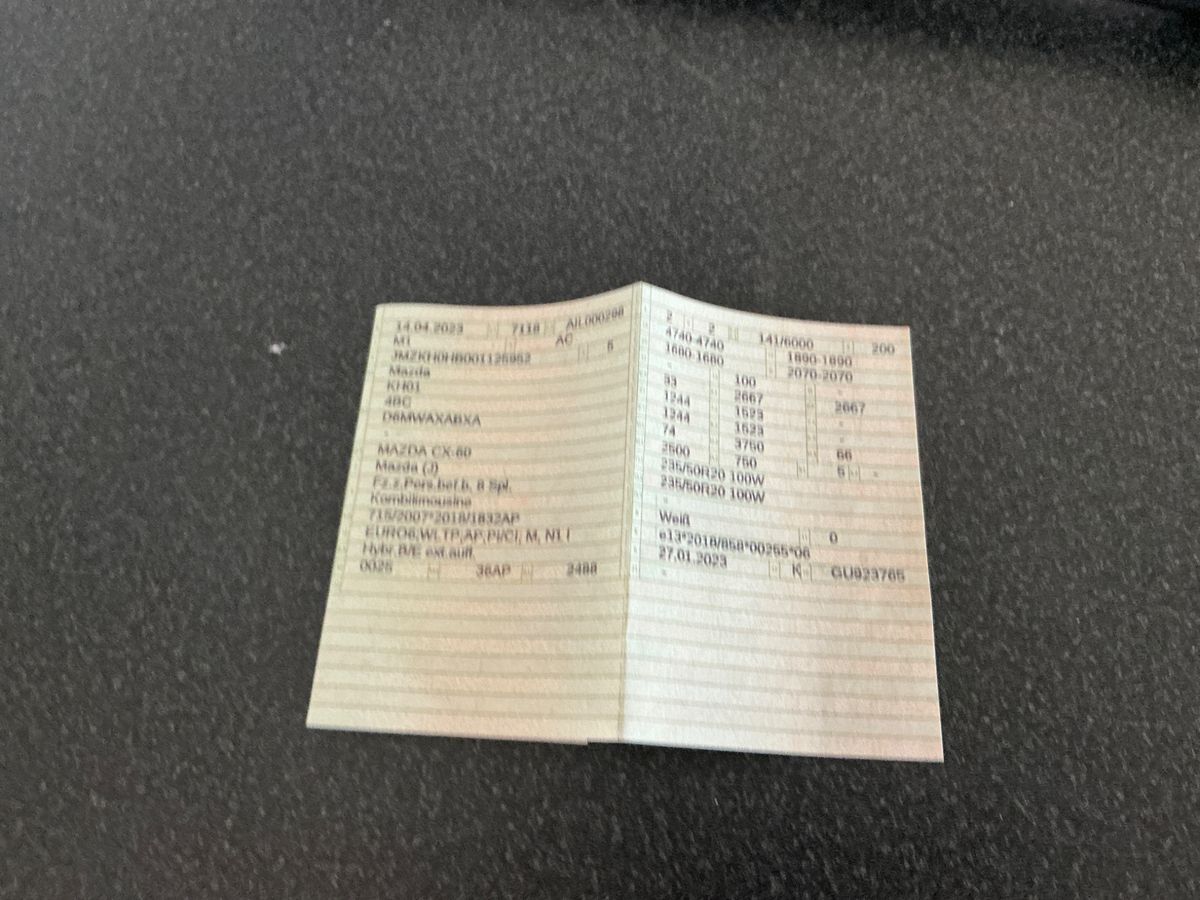 14.04.2023 7118 AIL000288
M1 AC
JMZKH0HB001125952 5
Mazda
KH01
4BC
D6MWAXABXA
-
MAZDA CX-60
Mazda (J)
Fz.z.Pers.bef.b. 8 Spl.
Kombilimousine
715/2007*2018/1832AP
EURO6,WLTP,AP,PI/CI, M, N1 I
Hybr.B/E ext.aufl.
0025 36AP 2488
2 2 141/6000 200
4740-4740 1890-1890
1680-1680 2070-2070
-
93 100 -
1244 2667 2667
1244 1523 -
74 1523 -
2500 3750 66
750 5 -
235/50R20 100W
235/50R20 100W
-
Weiß 0
e13*2018/858*00255*06
27.01.2023 K GU923765
-